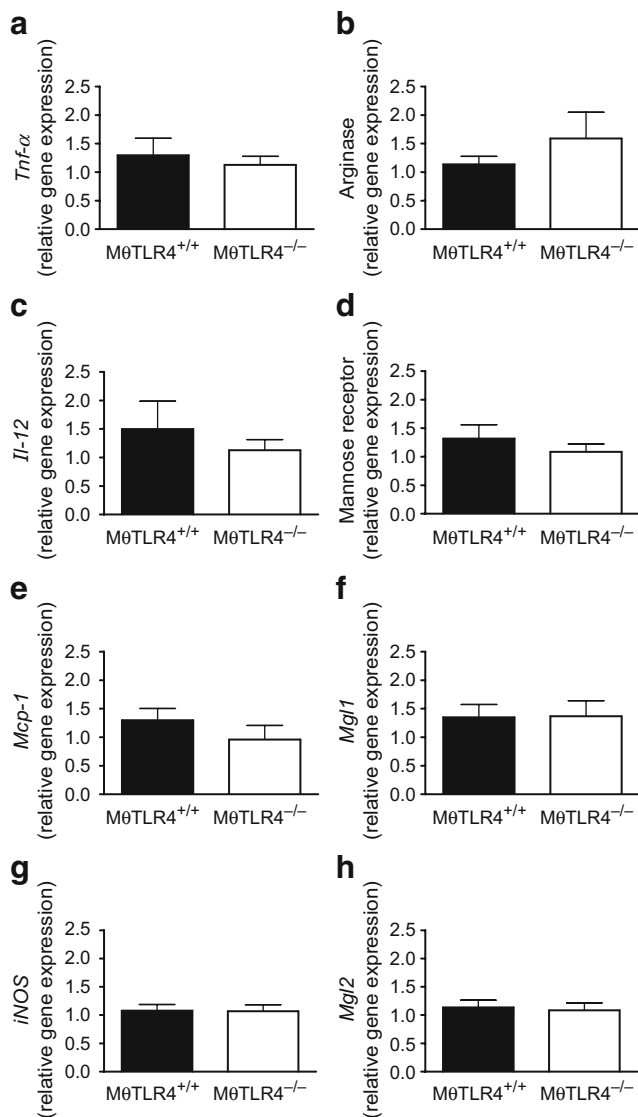 a
Tnf-α
(relative gene expression)
2.5
2.0
1.5
1.0
0.5
0.0
MθTLR4+/+ MθTLR4–/–
b
Arginase
(relative gene expression)
2.5
2.0
1.5
1.0
0.5
0.0
MθTLR4+/+ MθTLR4–/–
c
Il-12
(relative gene expression)
2.5
2.0
1.5
1.0
0.5
0.0
MθTLR4+/+ MθTLR4–/–
d
Mannose receptor
(relative gene expression)
2.5
2.0
1.5
1.0
0.5
0.0
MθTLR4+/+ MθTLR4–/–
e
Mcp-1
(relative gene expression)
2.5
2.0
1.5
1.0
0.5
0.0
MθTLR4+/+ MθTLR4–/–
f
Mgl1
(relative gene expression)
2.5
2.0
1.5
1.0
0.5
0.0
MθTLR4+/+ MθTLR4–/–
g
iNOS
(relative gene expression)
2.5
2.0
1.5
1.0
0.5
0.0
MθTLR4+/+ MθTLR4–/–
h
Mgl2
(relative gene expression)
2.5
2.0
1.5
1.0
0.5
0.0
MθTLR4+/+ MθTLR4–/–